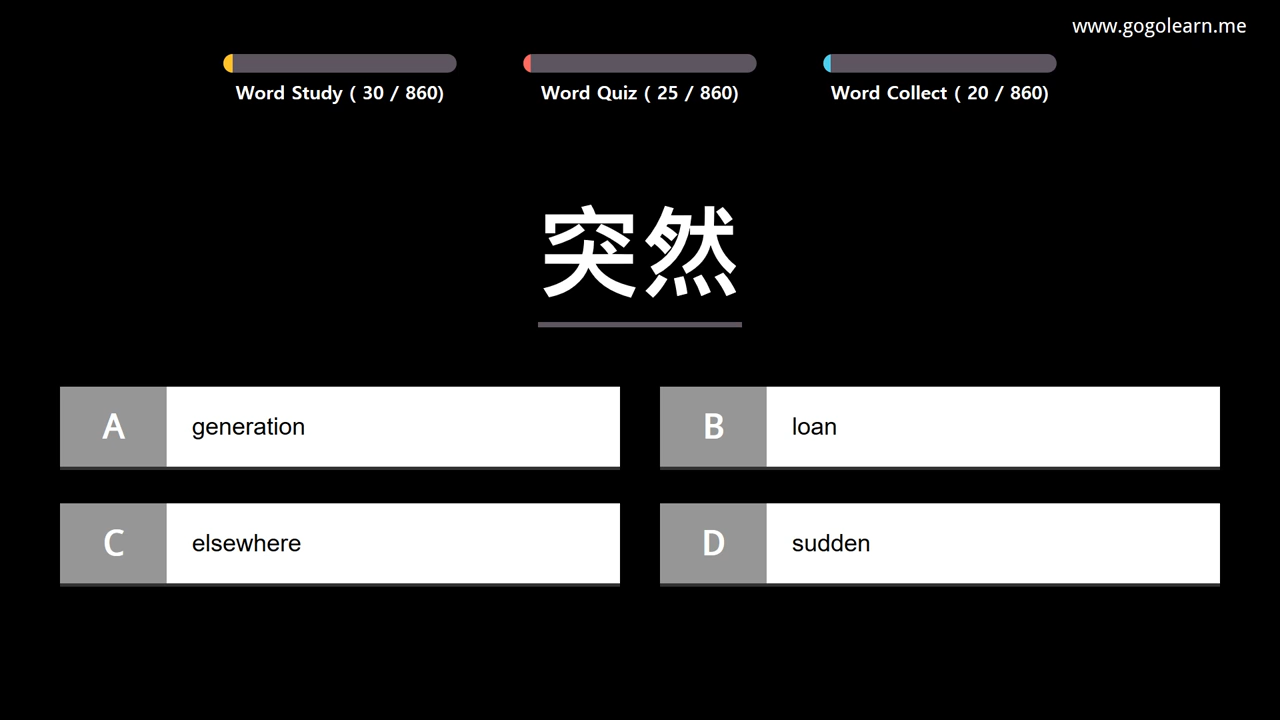 www.gogolearn.me
Word Study ( 30 / 860)
Word Quiz ( 25 / 860)
Word Collect ( 20 / 860)
突然
A generation
B loan
C elsewhere
D sudden